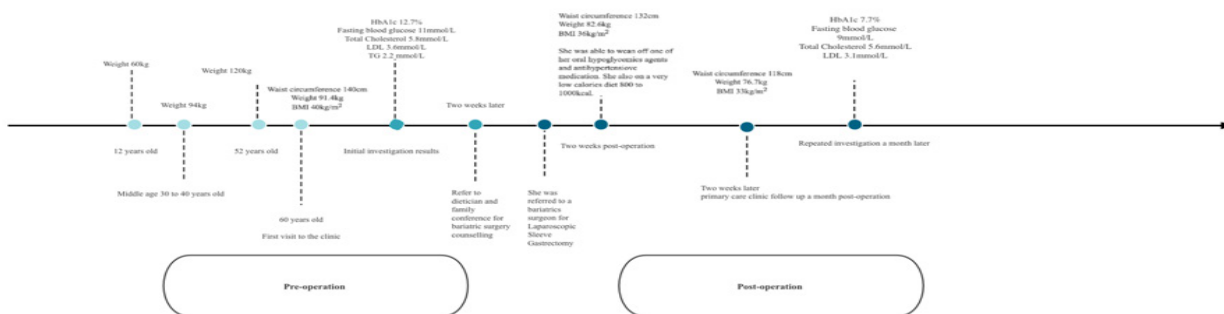 Weight 60kg
12 years old
Weight 94kg
Middle age 30 to 40 years old
Weight 120kg
52 years old
Waist circumference 140cm
Weight 91.4kg
BMI 40kg/m²
60 years old
First visit to the clinic
HbA1c 12.7%
Fasting blood glucose 11mmol/L
Total Cholesterol 5.8mmol/L
LDL 3.6mmol/L
TG 2.2 mmol/L
Initial investigation results
Two weeks later
Refer to
dietician and
family
conference for
bariatric surgery
counselling
She was
referred to a
bariatrics
surgeon for
Laparoscopic
Sleeve
Gastrectomy
Waist circumference 132cm
Weight 82.6kg
BMI 36kg/m²
She was able to wean off one of
her oral hypoglycemics agents
and antihypertensiove
medication. She also on a very
low calories diet 800 to
1000kcal.
Two weeks post-operation
Waist circumference 118cm
Weight 76.7kg
BMI 33kg/m²
Two weeks later
primary care clinic follow up a month post-operation
HbA1c 7.7%
Fasting blood glucose
9mmol/L
Total Cholesterol 5.6mmol/L
LDL 3.1mmol/L
Repeated investigation a month later
Pre-operation
Post-operation